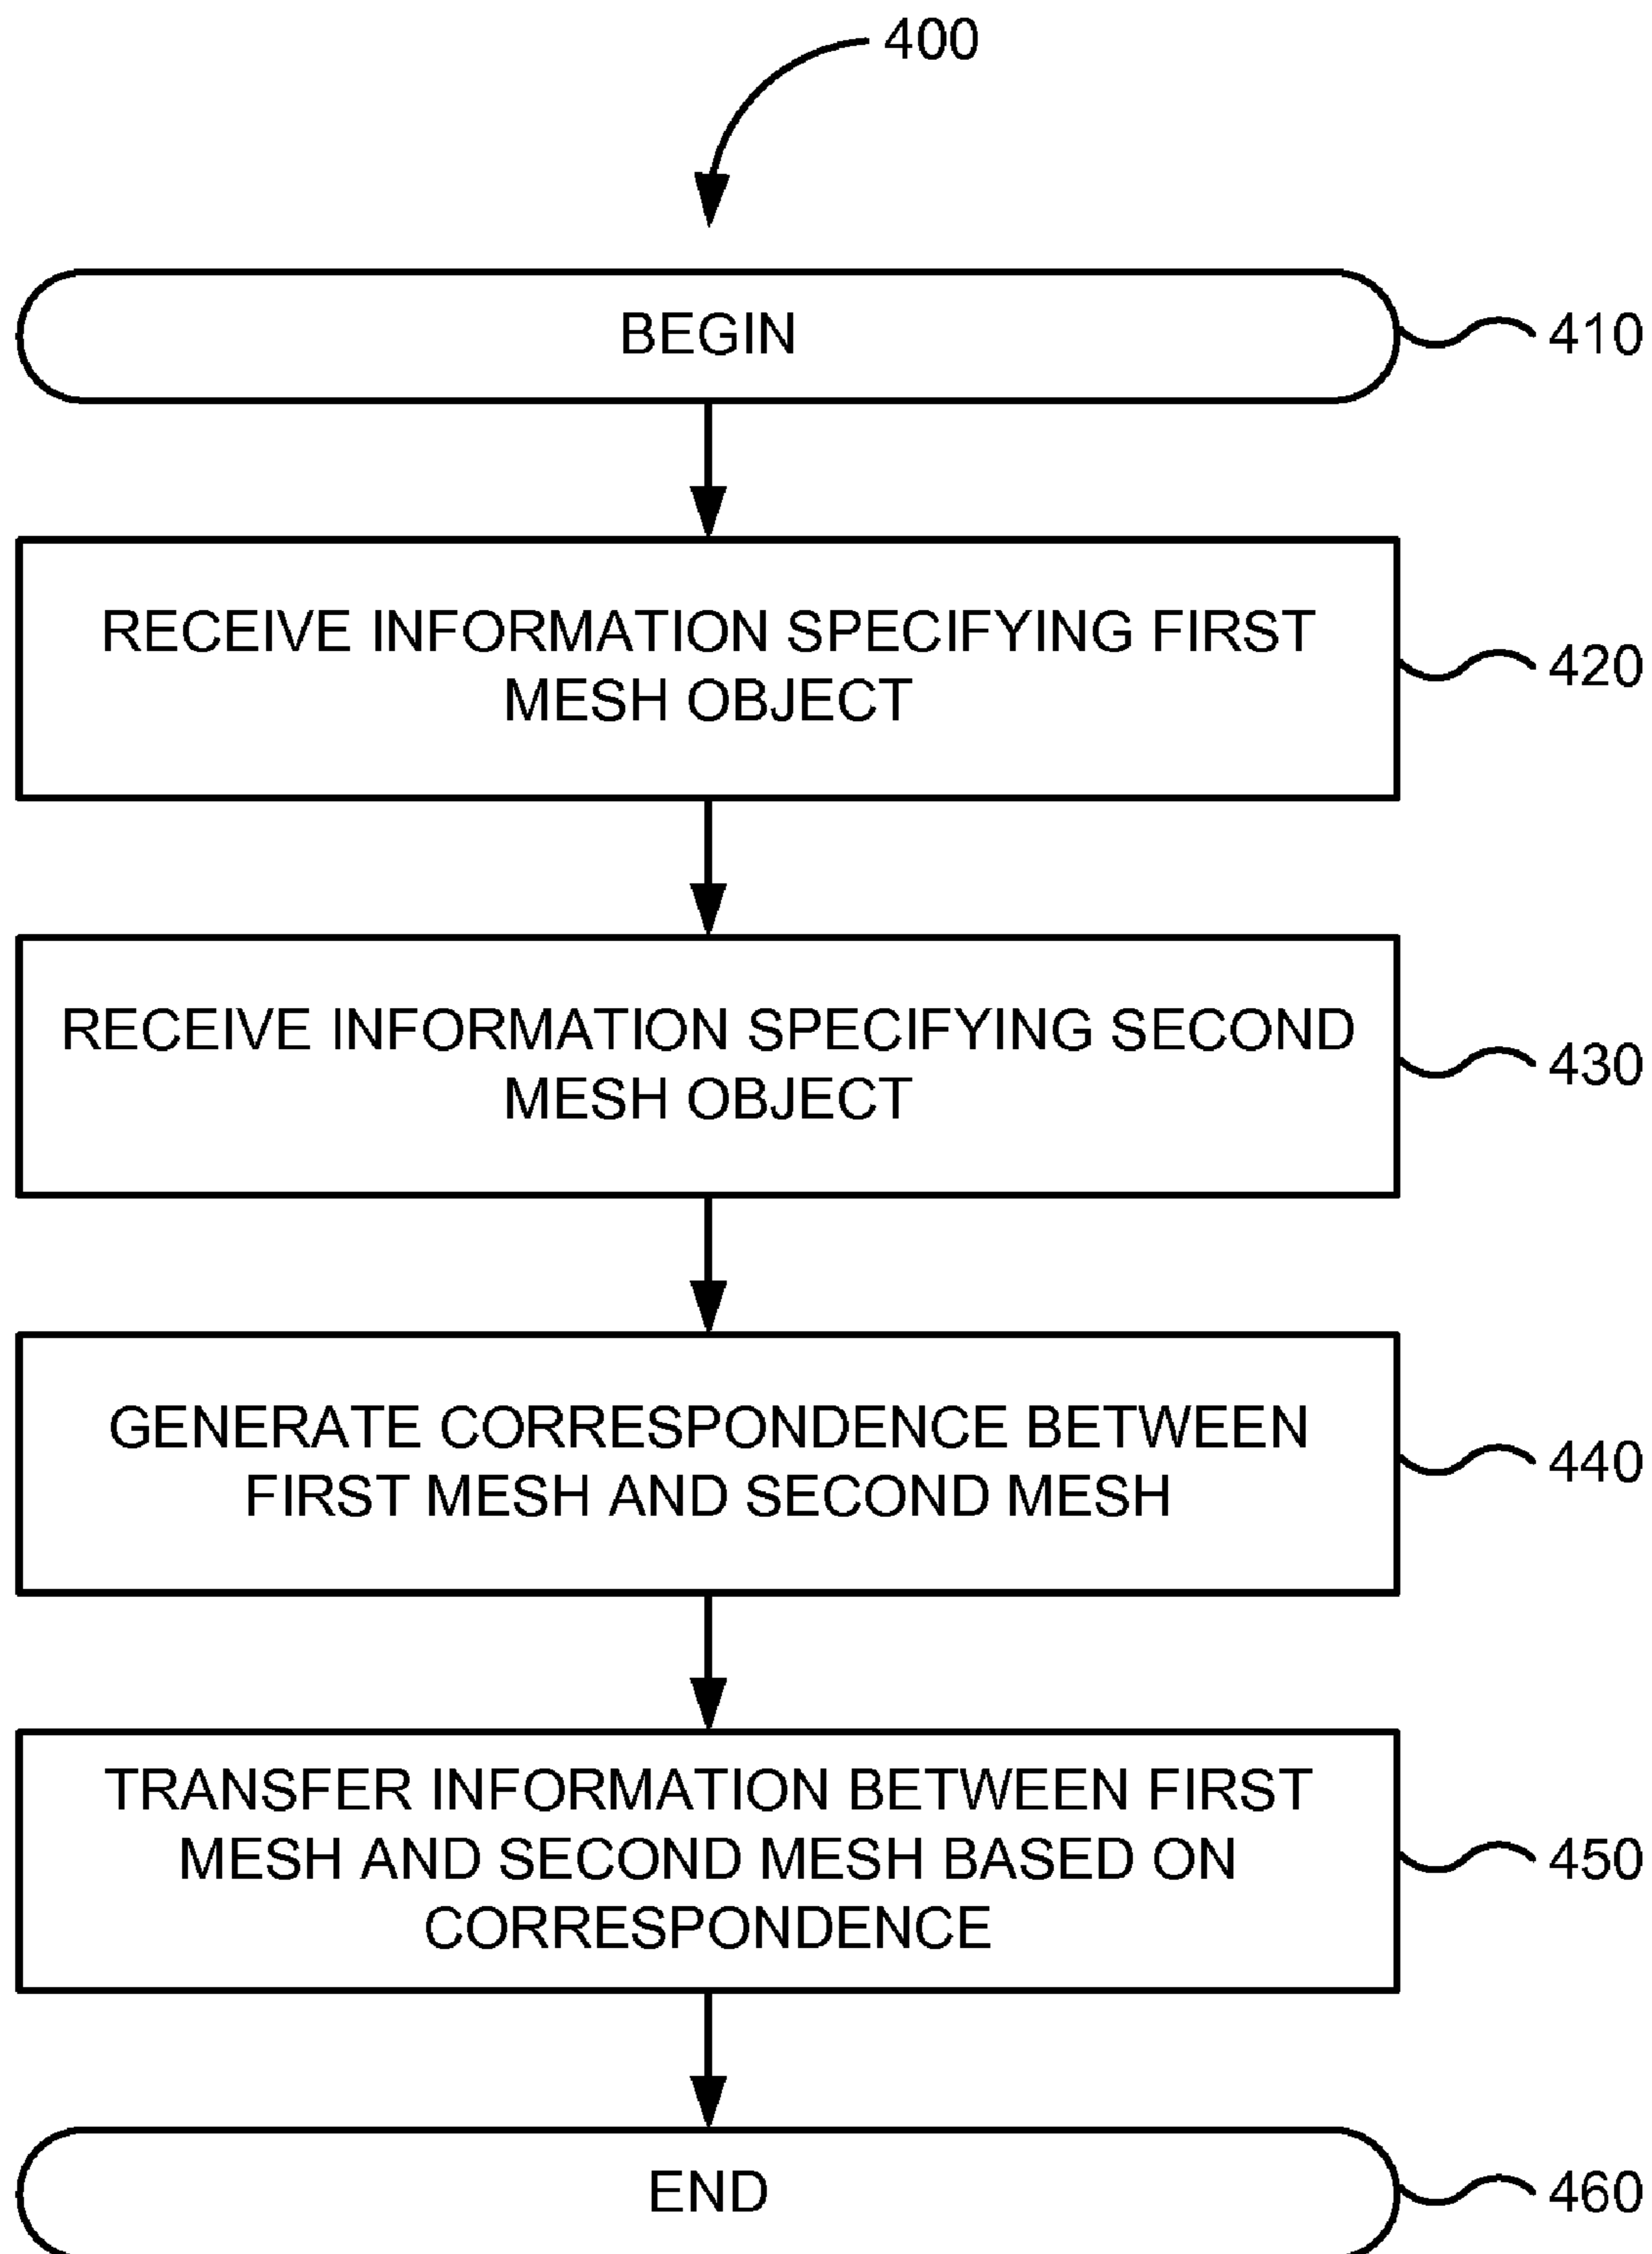 400
BEGIN
410
RECEIVE INFORMATION SPECIFYING FIRST
MESH OBJECT
420
RECEIVE INFORMATION SPECIFYING SECOND
MESH OBJECT
430
GENERATE CORRESPONDENCE BETWEEN
FIRST MESH AND SECOND MESH
440
TRANSFER INFORMATION BETWEEN FIRST
MESH AND SECOND MESH BASED ON
CORRESPONDENCE
450
END
460